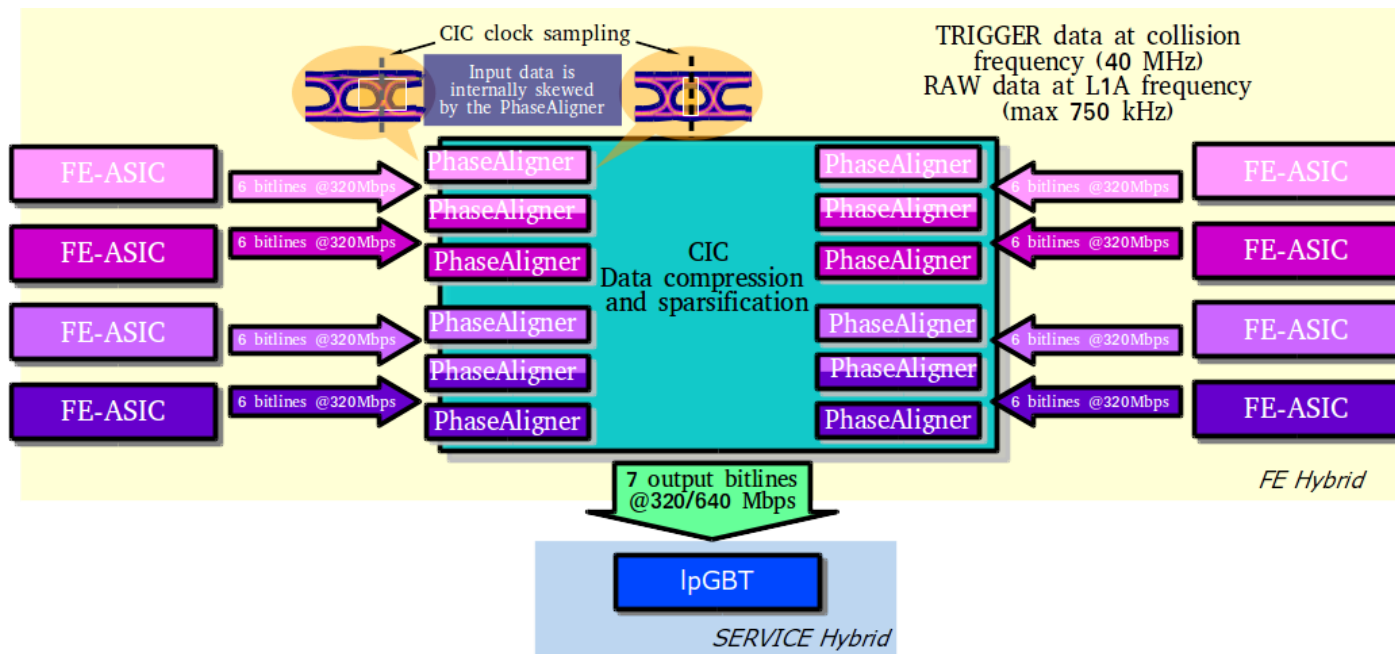 CIC clock sampling
Input data is
internally skewed
by the PhaseAligner
TRIGGER data at collision
frequency (40 MHz)
RAW data at L1A frequency
(max 750 kHz)
FE-ASIC
6 bitlines @320Mbps
FE-ASIC
6 bitlines @320Mbps
FE-ASIC
6 bitlines @320Mbps
FE-ASIC
6 bitlines @320Mbps
PhaseAligner
PhaseAligner
PhaseAligner
PhaseAligner
PhaseAligner
PhaseAligner
CIC
Data compression
and sparsification
PhaseAligner
PhaseAligner
PhaseAligner
PhaseAligner
PhaseAligner
PhaseAligner
6 bitlines @320Mbps
FE-ASIC
6 bitlines @320Mbps
FE-ASIC
6 bitlines @320Mbps
FE-ASIC
6 bitlines @320Mbps
FE-ASIC
7 output bitlines
@320/640 Mbps
FE Hybrid
lpGBT
SERVICE Hybrid